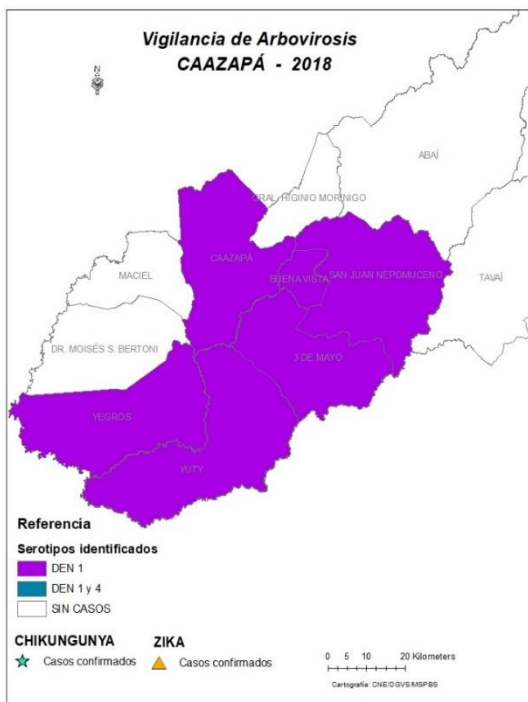 Vigilancia de Arbovirosis
CAAZAPÁ - 2018
N
ABAÍ
GRAL. HIGINIO MORINIGO
CAAZAPÁ
BUENA VISTA
SAN JUAN NEPOMUCENO
TAVAÍ
MACIEL
DR. MOISÉS S. BERTONI
3 DE MAYO
YEGROS
YUTY
Referencia
Serotipos identificados
DEN 1
DEN 1 y 4
SIN CASOS
CHIKUNGUNYA
ZIKA
Casos confirmados
Casos confirmados
0 5 10 20 Kilometers
Cartografía: CNE/DGVS/MSPBS